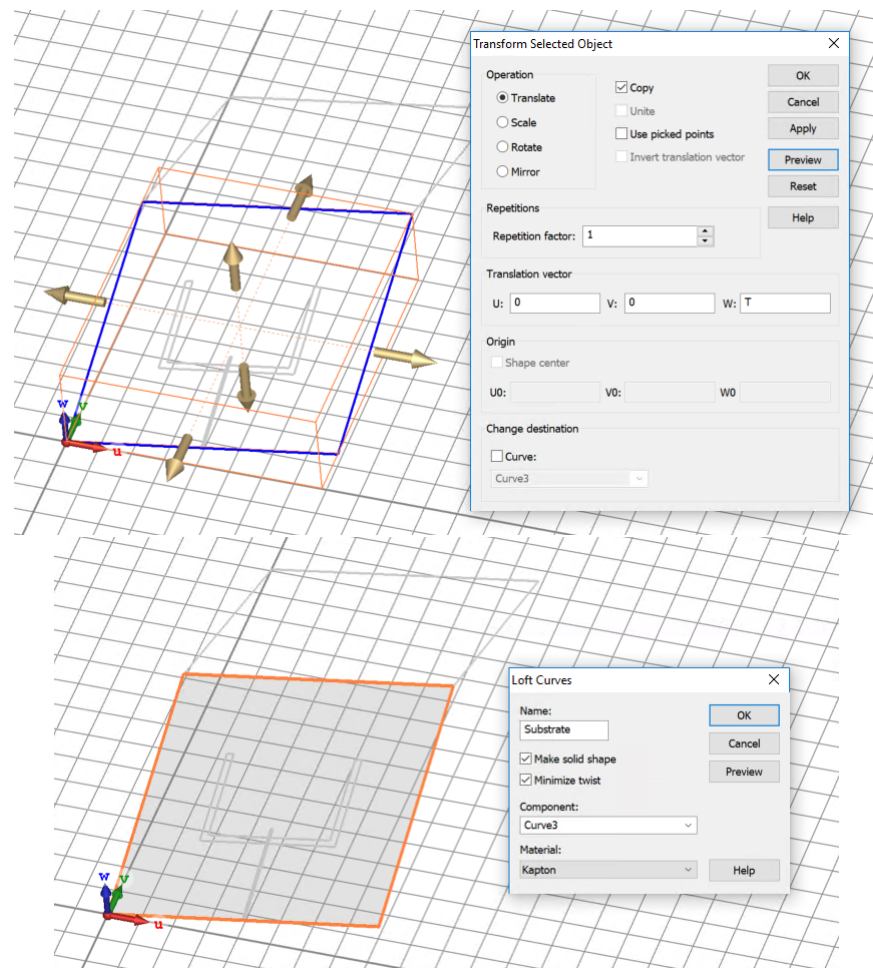 Transform Selected Object
Operation
Translate
Scale
Rotate
Mirror
Copy
Unite
Use picked points
Invert translation vector
OK
Cancel
Apply
Preview
Reset
Help
Repetitions
Repetition factor: 1
Translation vector
U: 0 V: 0 W: T
Origin
Shape center
U0: V0: W0
Change destination
Curve:
Curve3
w v
u
Loft Curves
Name:
Substrate
Make solid shape
Minimize twist
Component:
Curve3
Material:
Kapton
OK
Cancel
Preview
Help
w v
u